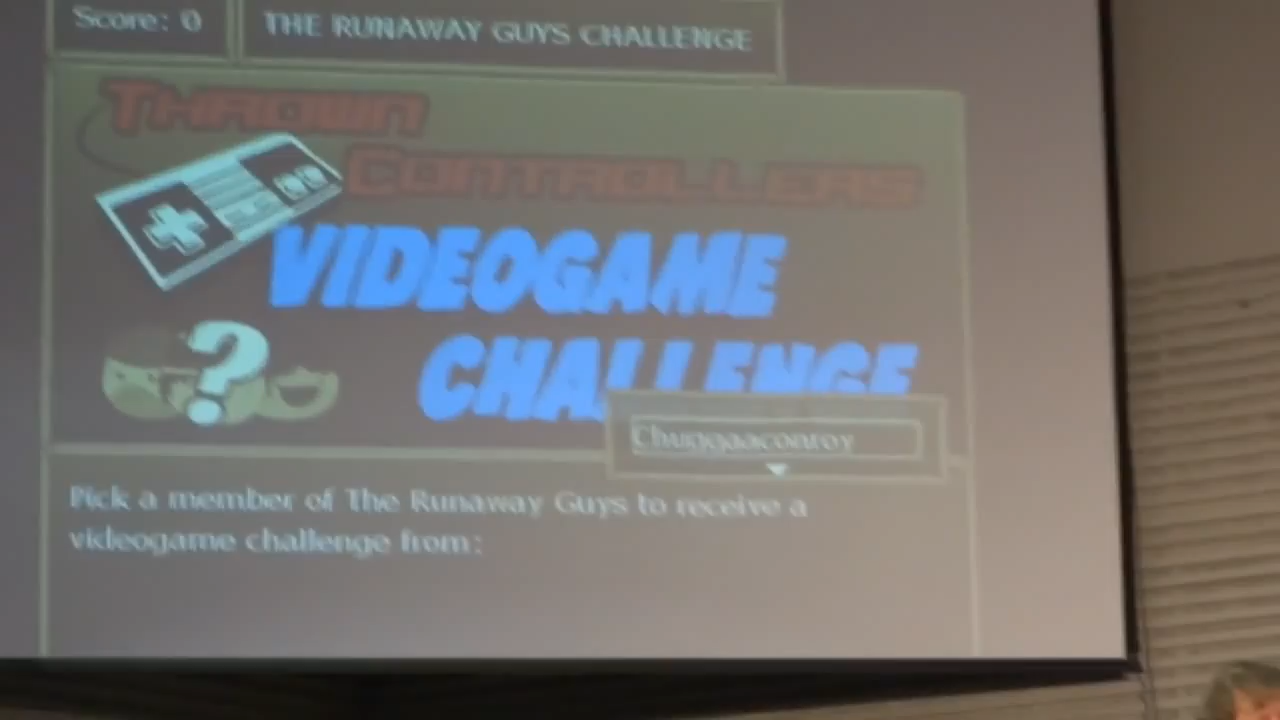 Score: 0
THE RUNAWAY GUYS CHALLENGE
THROWN
CONTROLLERS
VIDEOGAME
CHALLENGE
?
Chuggaaconroy
Pick a member of The Runaway Guys to receive a
videogame challenge from: